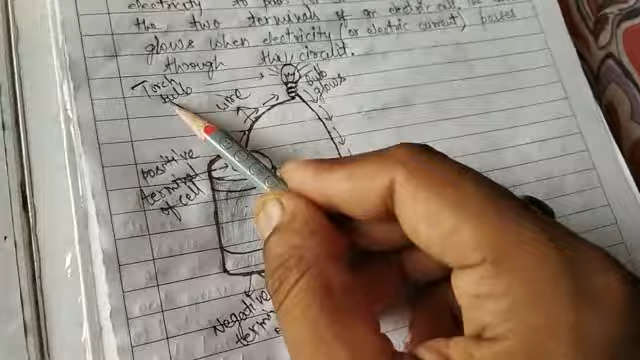 electricity to pass
the two terminals of an electric cell. The
glows when electricity (or electric current) passes
through the circuit.
Torch
bulb
wire
bulb
glows
positive
terminal
of cell
Negative